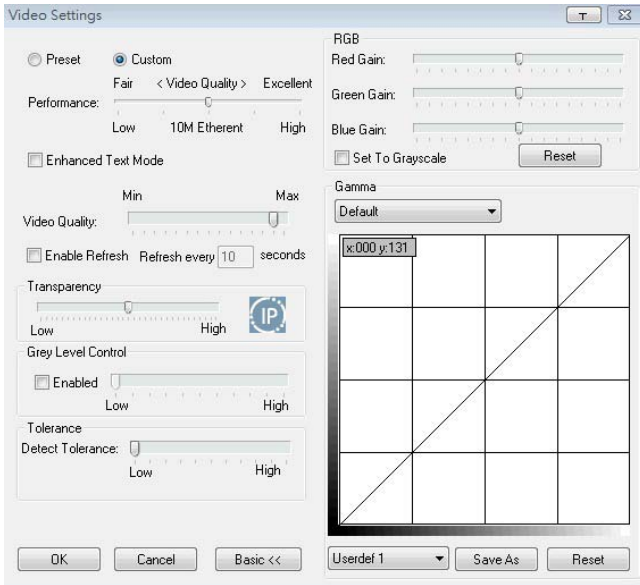 Video Settings
T
Preset Custom
Fair < Video Quality > Excellent
Performance:
Low 10M Etherent High
Enhanced Text Mode
Min Max
Video Quality:
Enable Refresh Refresh every 10 seconds
Transparency
Low High
IP
Grey Level Control
Enabled
Low High
Tolerance
Detect Tolerance:
Low High
OK Cancel Basic <<
RGB
Red Gain:
Green Gain:
Blue Gain:
Set To Grayscale Reset
Gamma
Default
x:000 y:131
Userdef 1 Save As Reset